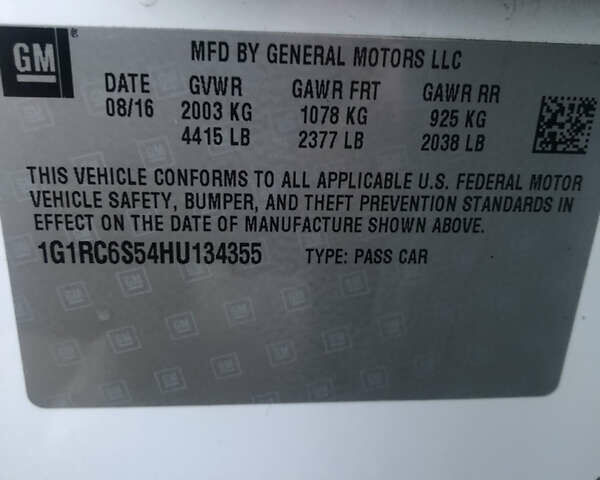 GM ®
MFD BY GENERAL MOTORS LLC
DATE GVWR GAWR FRT GAWR RR
08/16 2003 KG 1078 KG 925 KG
4415 LB 2377 LB 2038 LB
THIS VEHICLE CONFORMS TO ALL APPLICABLE U.S. FEDERAL MOTOR
VEHICLE SAFETY, BUMPER, AND THEFT PREVENTION STANDARDS IN
EFFECT ON THE DATE OF MANUFACTURE SHOWN ABOVE.
1G1RC6S54HU134355 TYPE: PASS CAR